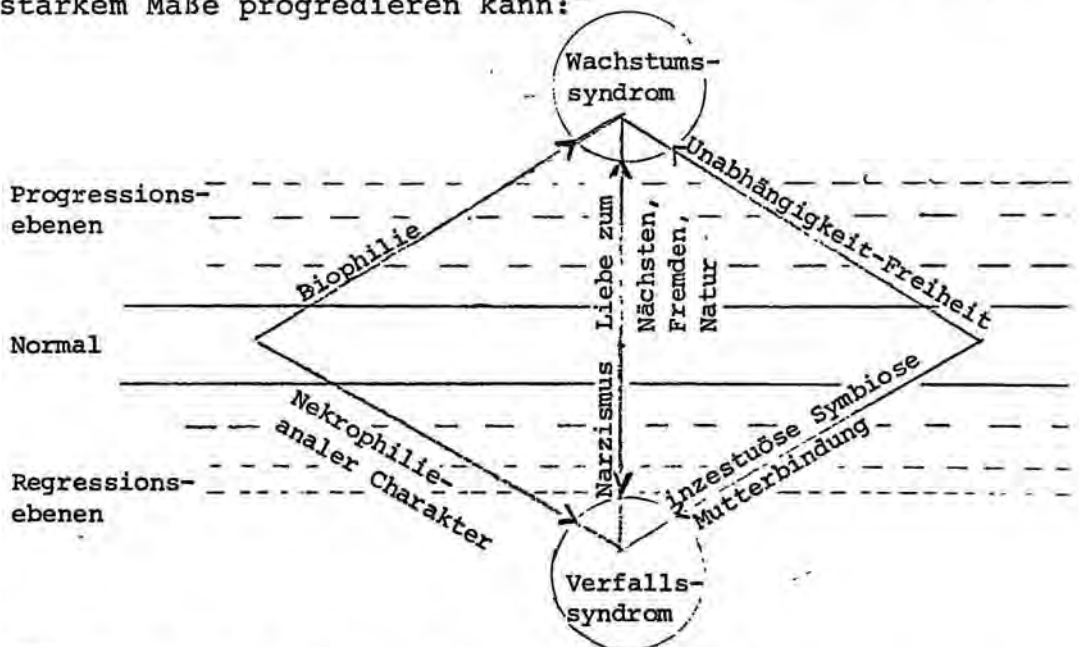 starkem Maße progredieren kann:
Wachstums-
syndrom
Progressions-
ebenen
Biophilie
Liebe zum
Nächsten,
Fremden,
Natur
Unabhängigkeit-Freiheit
Normal
Nekrophilie-
analer Charakter
Narzismus
inzestuöse Symbiose
Mutterbindung
Regressions-
ebenen
Verfalls-
syndrom